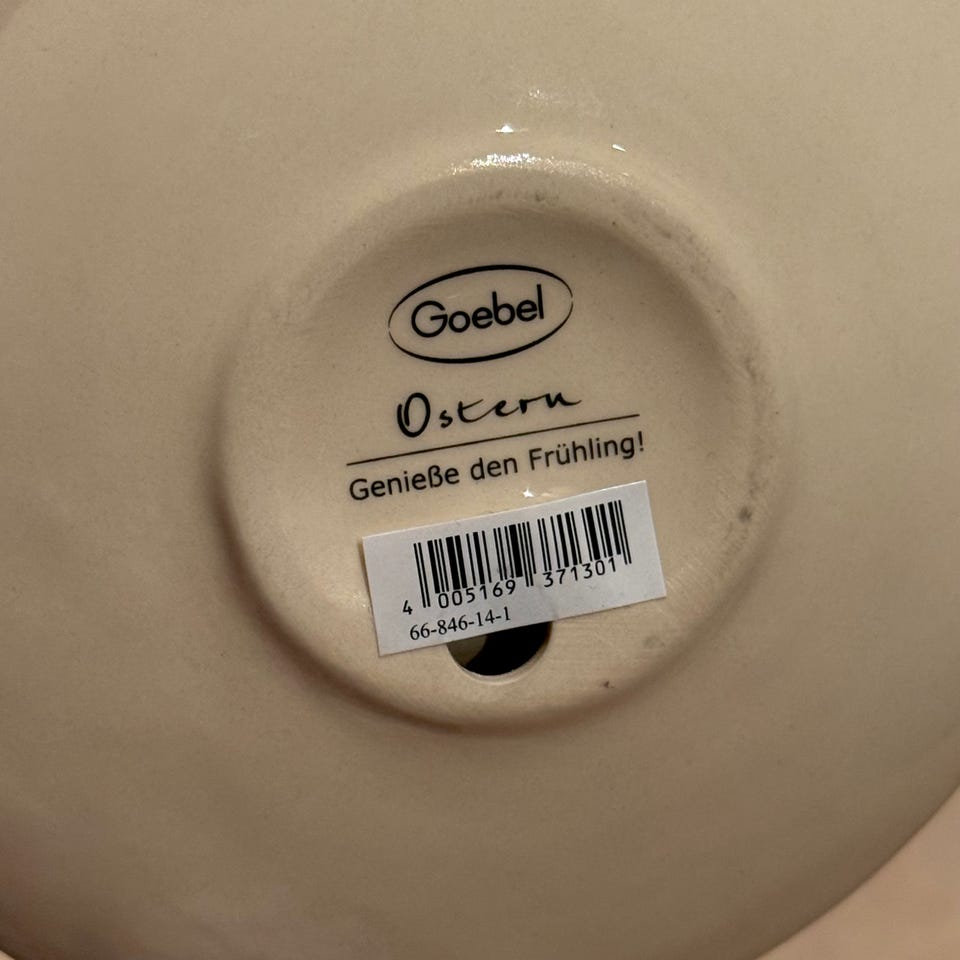 Goebel
Ostern
Genieße den Frühling!
4 005169 371301
66-846-14-1